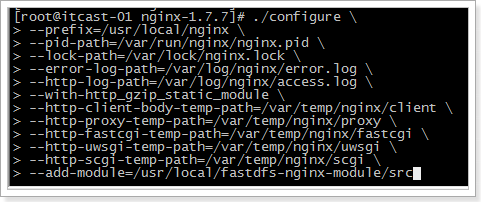 [root@itcast-01 nginx-1.7.7]# ./configure \
> --prefix=/usr/local/nginx \
> --pid-path=/var/run/nginx/nginx.pid \
> --lock-path=/var/lock/nginx.lock \
> --error-log-path=/var/log/nginx/error.log \
> --http-log-path=/var/log/nginx/access.log \
> --with-http_gzip_static_module \
> --http-client-body-temp-path=/var/temp/nginx/client \
> --http-proxy-temp-path=/var/temp/nginx/proxy \
> --http-fastcgi-temp-path=/var/temp/nginx/fastcgi \
> --http-uwsgi-temp-path=/var/temp/nginx/uwsgi \
> --http-scgi-temp-path=/var/temp/nginx/scgi \
> --add-module=/usr/local/fastdfs-nginx-module/src